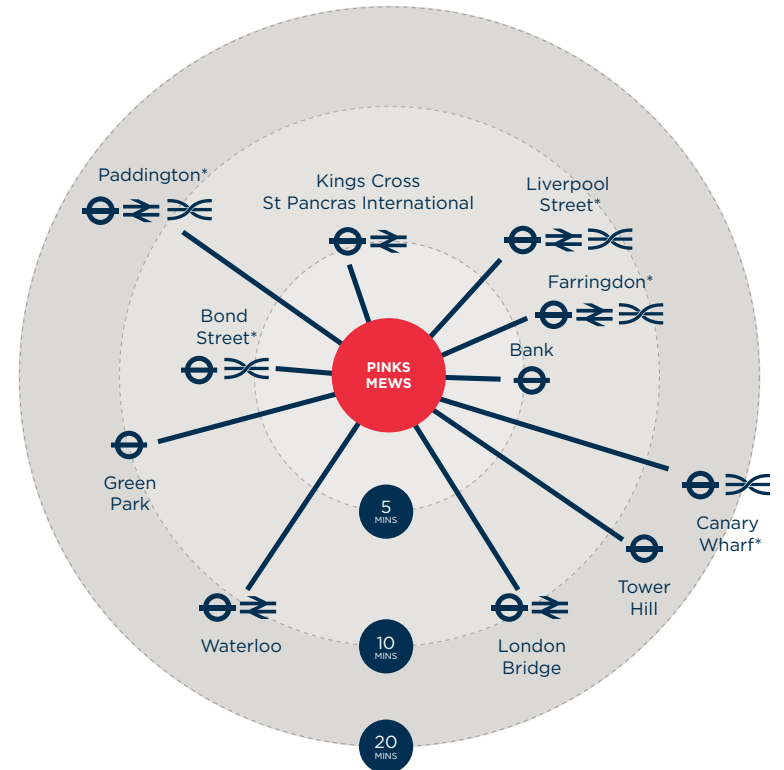 Paddington*
Kings Cross
St Pancras International
Liverpool
Street*
Farringdon*
Bond
Street*
Bank
PINKS
MEWS
Green
Park
5
MINS
Canary
Wharf*
Tower
Hill
Waterloo
10
MINS
London
Bridge
20
MINS